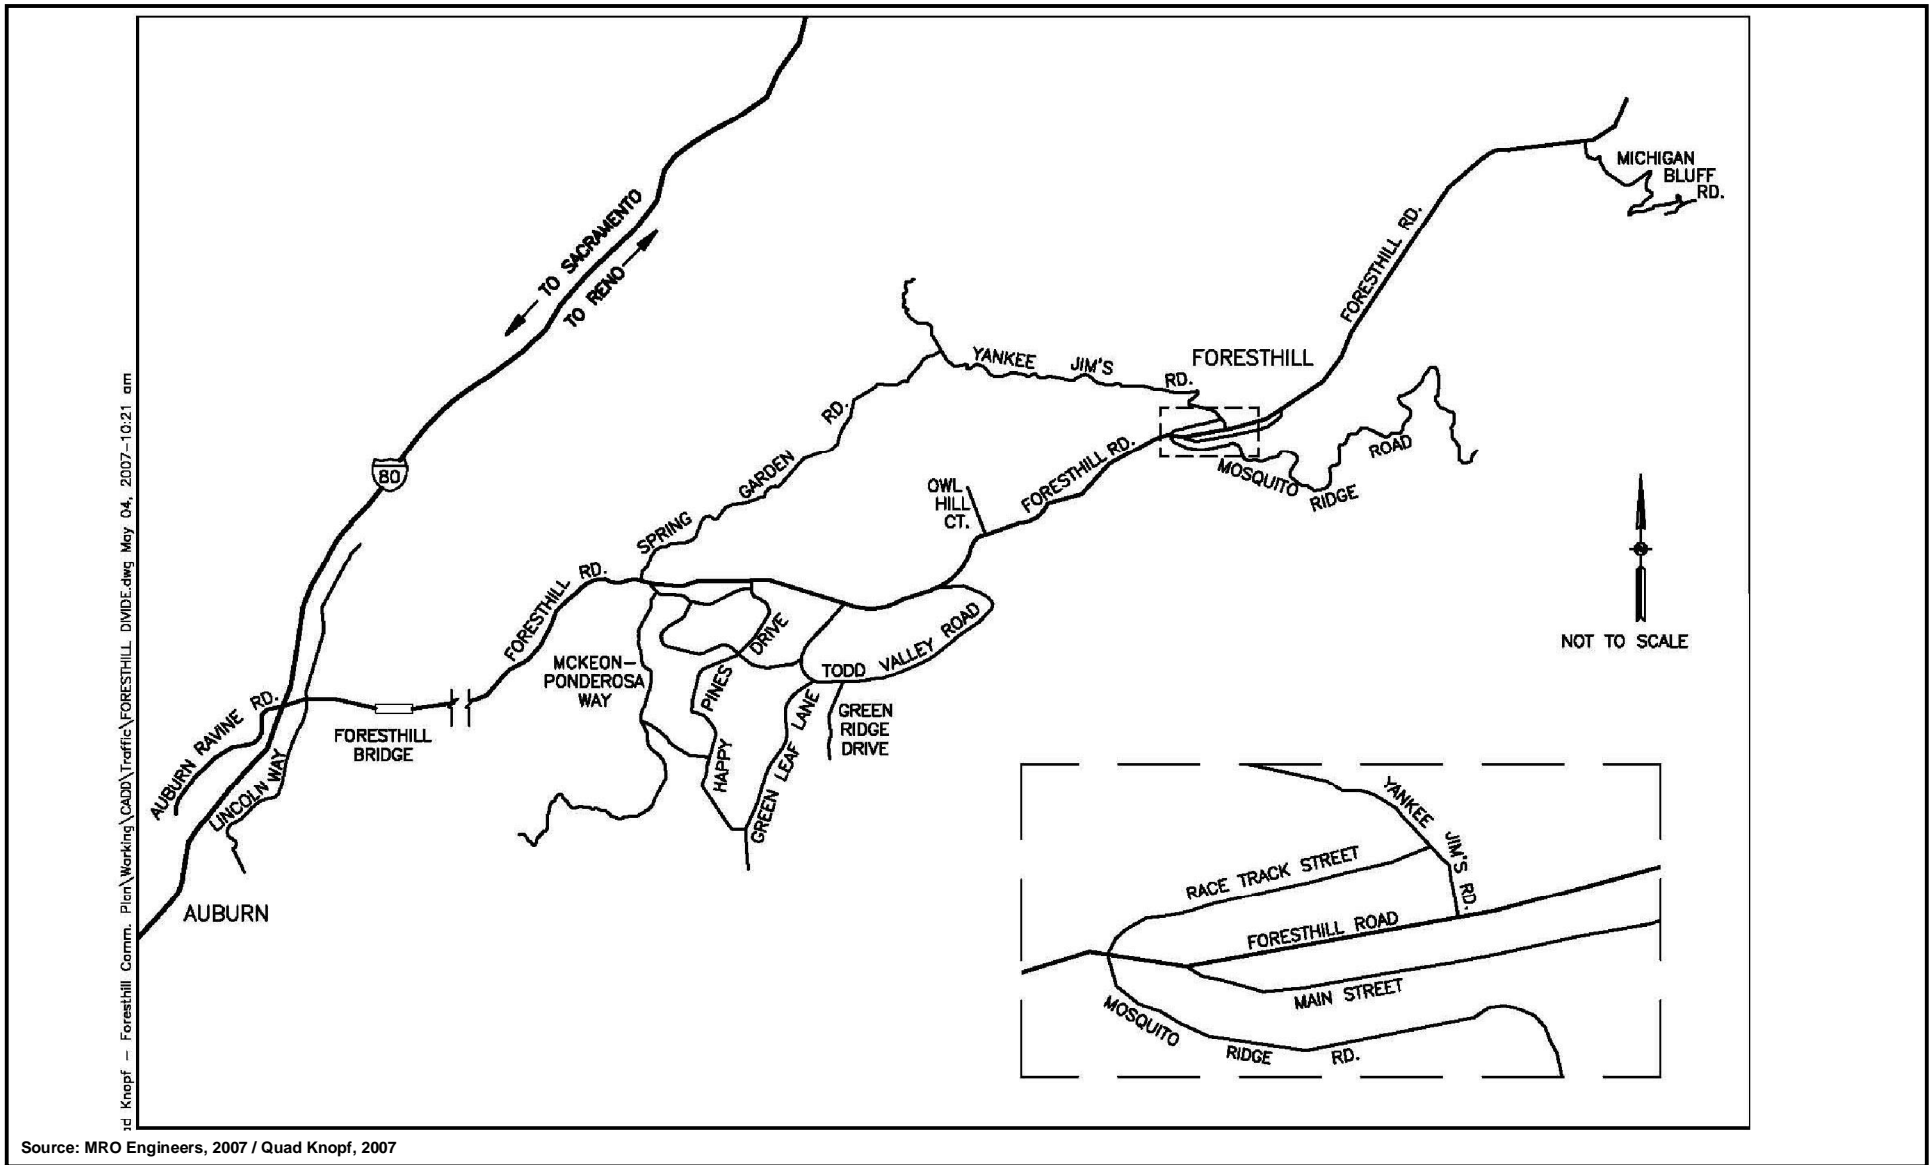 TO SACRAMENTO
TO RENO
80
MICHIGAN
BLUFF
RD.
FORESTHILL RD.
YANKEE JIM'S RD.
FORESTHILL
SPRING GARDEN RD.
FORESTHILL RD.
MOSQUITO RIDGE ROAD
OWL
HILL
CT.
FORESTHILL RD.
NOT TO SCALE
MCKEON-
PONDEROSA
WAY
HAPPY PINES DRIVE
TODD VALLEY ROAD
GREEN LEAF LANE
GREEN
RIDGE
DRIVE
AUBURN RAVINE RD.
FORESTHILL
BRIDGE
LINCOLN WAY
AUBURN
YANKEE JIM'S RD.
RACE TRACK STREET
FORESTHILL ROAD
MAIN STREET
MOSQUITO RIDGE RD.
Knopf - Foresthill Comm. Plan\Working\CADD\Traffic\FORESTHILL DIVIDE.dwg May 04, 2007-10:21 am
Source: MRO Engineers, 2007 / Quad Knopf, 2007